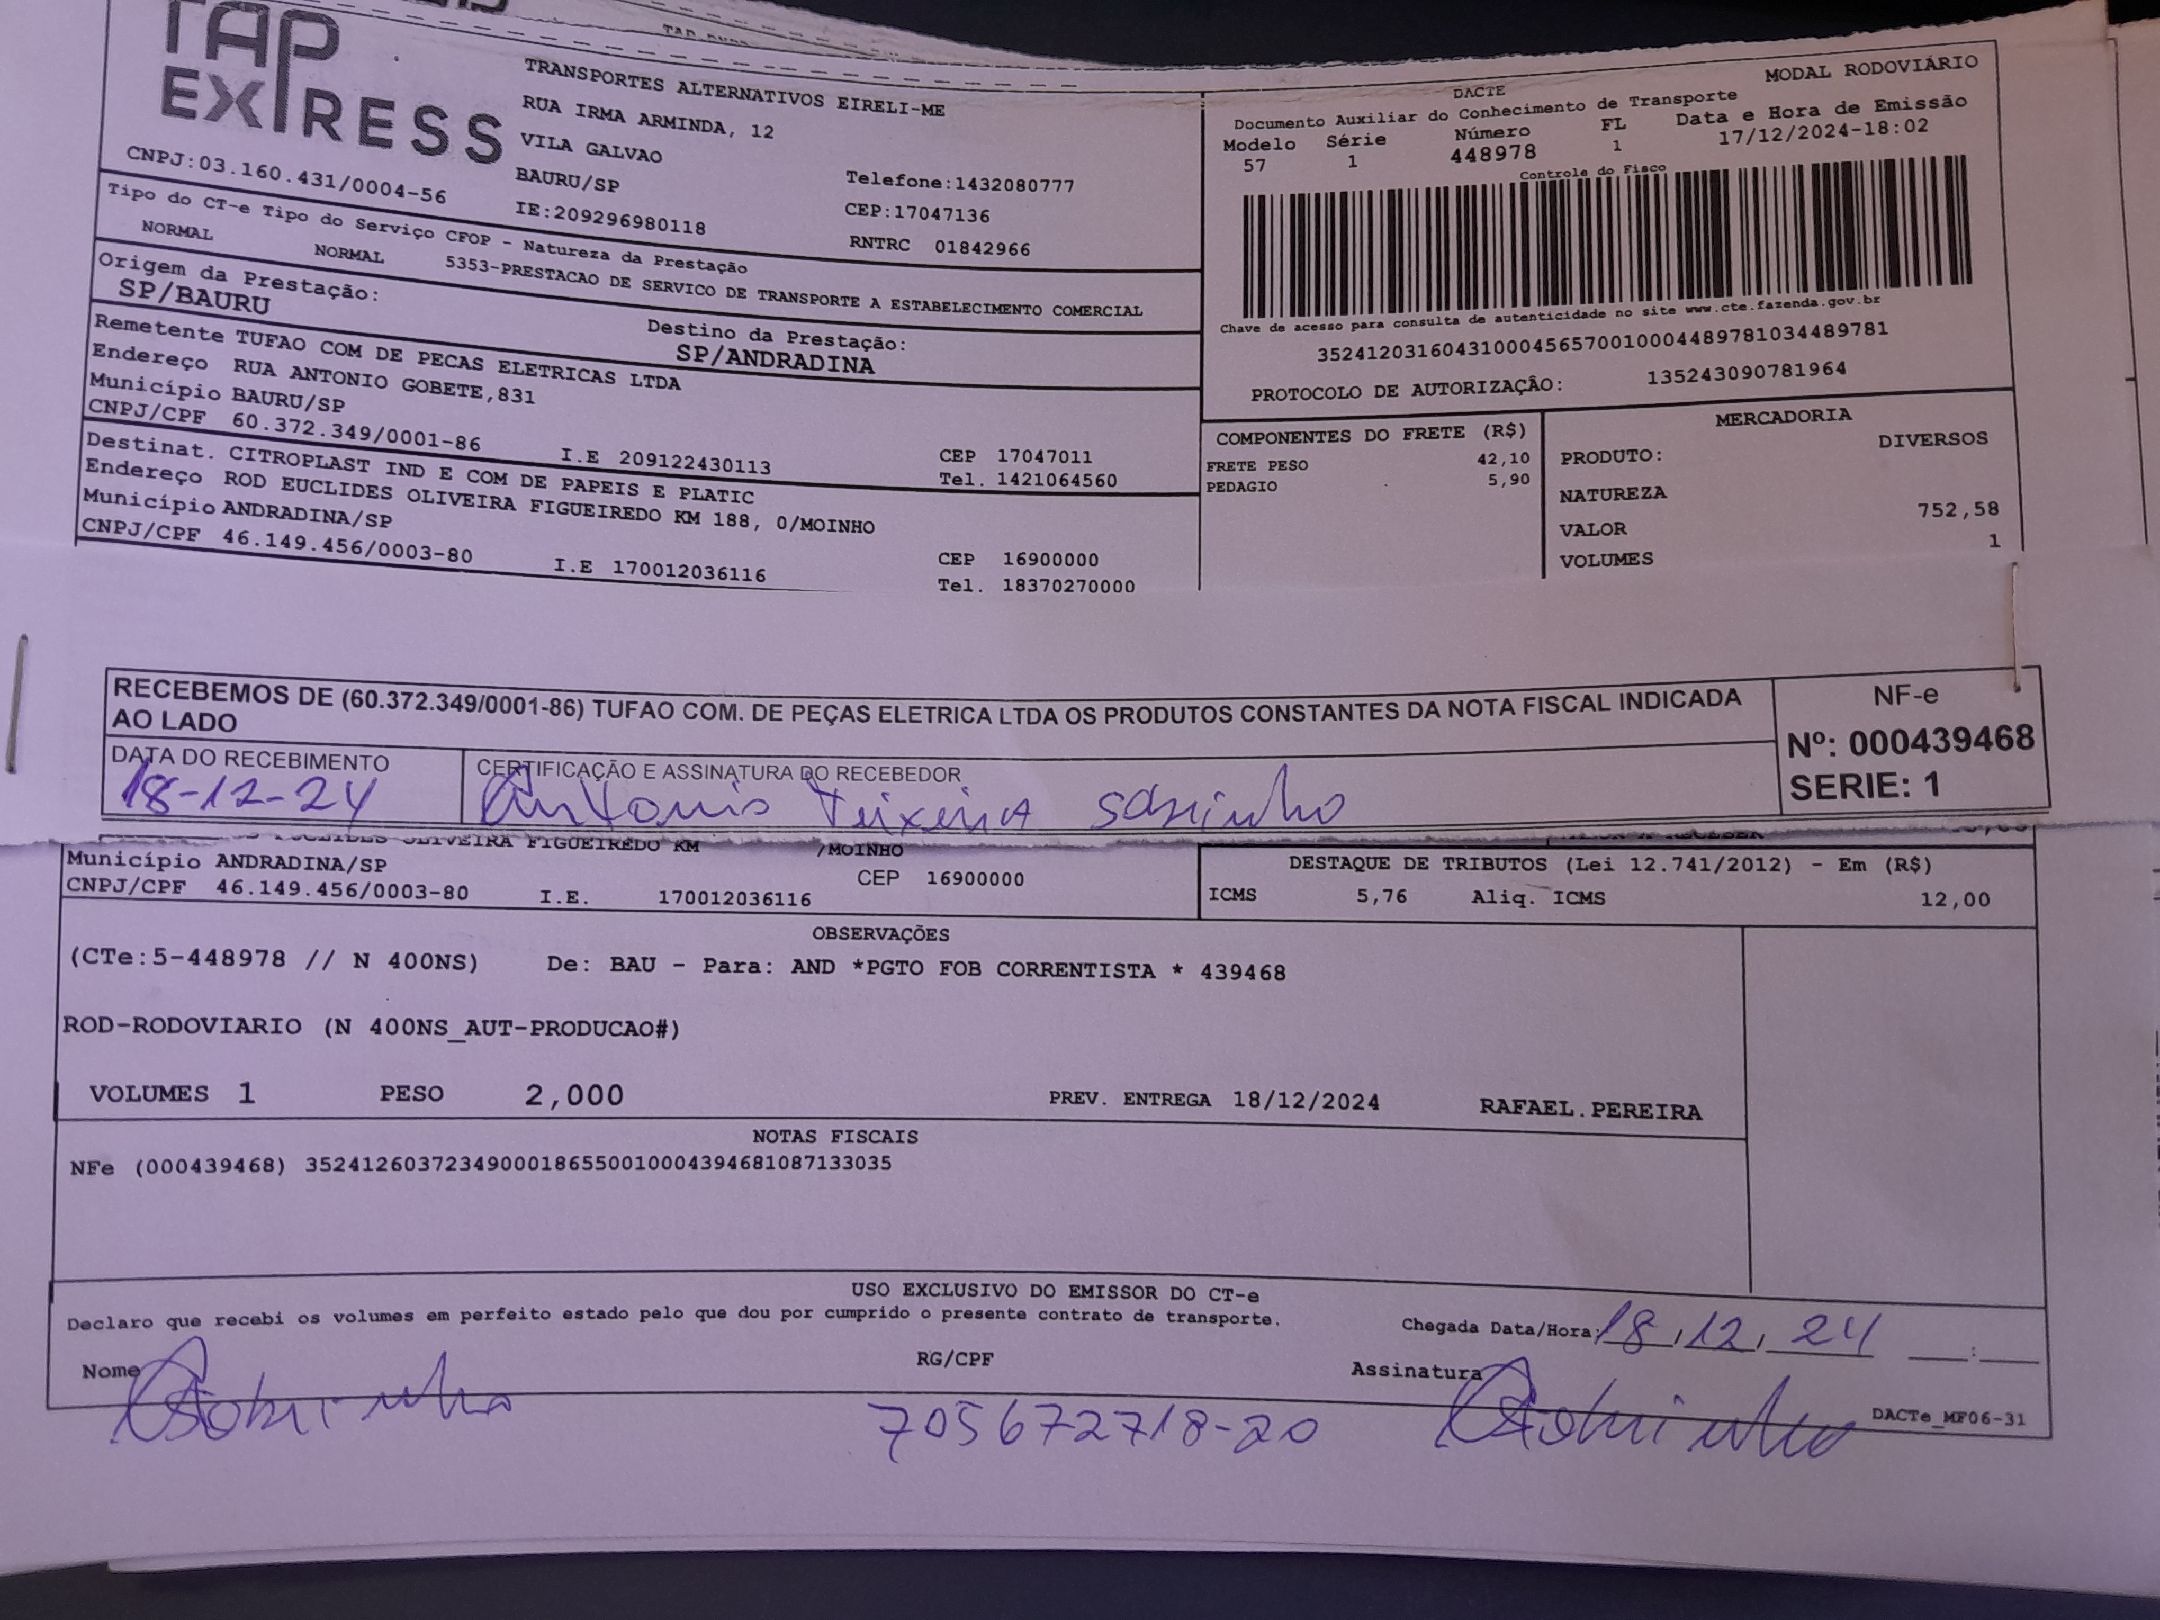 TAP
EXPRESS
TRANSPORTES ALTERNATIVOS EIRELI-ME
RUA IRMA ARMINDA, 12
VILA GALVAO
BAURU/SP
IE:209296980118
Telefone:1432080777
CEP:17047136
RNTRC 01842966
CNPJ:03.160.431/0004-56
Tipo do CT-e Tipo do Serviço CFOP - Natureza da Prestação
NORMAL NORMAL 5353-PRESTACAO DE SERVICO DE TRANSPORTE A ESTABELECIMENTO COMERCIAL
Origem da Prestação:
SP/BAURU
Destino da Prestação:
SP/ANDRADINA
Remetente TUFAO COM DE PECAS ELETRICAS LTDA
Endereço RUA ANTONIO GOBETE,831
Município BAURU/SP
CNPJ/CPF 60.372.349/0001-86 I.E 209122430113
CEP 17047011
Tel. 1421064560
Destinat. CITROPLAST IND E COM DE PAPEIS E PLATIC
Endereço ROD EUCLIDES OLIVEIRA FIGUEIREDO KM 188, 0/MOINHO
Município ANDRADINA/SP
CNPJ/CPF 46.149.456/0003-80 I.E 170012036116
CEP 16900000
Tel. 18370270000
DACTE
MODAL RODOVIÁRIO
Documento Auxiliar do Conhecimento de Transporte
Modelo Série Número FL Data e Hora de Emissão
57 1 448978 1 17/12/2024-18:02
Controle do Fisco
Chave de acesso para consulta de autenticidade no site www.cte.fazenda.gov.br
35241203160431000456570010004489781034489781
PROTOCOLO DE AUTORIZAÇÃO: 135243090781964
COMPONENTES DO FRETE (R$)
FRETE PESO 42,10
PEDAGIO 5,90
MERCADORIA
PRODUTO: DIVERSOS
NATUREZA
VALOR 752,58
VOLUMES 1
RECEBEMOS DE (60.372.349/0001-86) TUFAO COM. DE PEÇAS ELETRICA LTDA OS PRODUTOS CONSTANTES DA NOTA FISCAL INDICADA
AO LADO
NF-e
Nº: 000439468
SERIE: 1
DATA DO RECEBIMENTO
18-12-24
CERTIFICAÇÃO E ASSINATURA DO RECEBEDOR
Antonio Teixeira Sobrinho
OLIVEIRA FIGUEIREDO KM /MOINHO
Município ANDRADINA/SP
CEP 16900000
CNPJ/CPF 46.149.456/0003-80 I.E. 170012036116
DESTAQUE DE TRIBUTOS (Lei 12.741/2012) - Em (R$)
ICMS 5,76 Aliq. ICMS 12,00
OBSERVAÇÕES
(CTe:5-448978 // N 400NS) De: BAU - Para: AND *PGTO FOB CORRENTISTA * 439468
ROD-RODOVIARIO (N 400NS_AUT-PRODUCAO#)
VOLUMES 1 PESO 2,000 PREV. ENTREGA 18/12/2024 RAFAEL.PEREIRA
NOTAS FISCAIS
NFe (000439468) 35241260372349000186550010004394681087133035
USO EXCLUSIVO DO EMISSOR DO CT-e
Declaro que recebi os volumes em perfeito estado pelo que dou por cumprido o presente contrato de transporte.
Chegada Data/Hora: 18/12/24 __:__
Nome RG/CPF Assinatura
Sobrinho 705672718-20 Sobrinho
DACTe_MF06-31